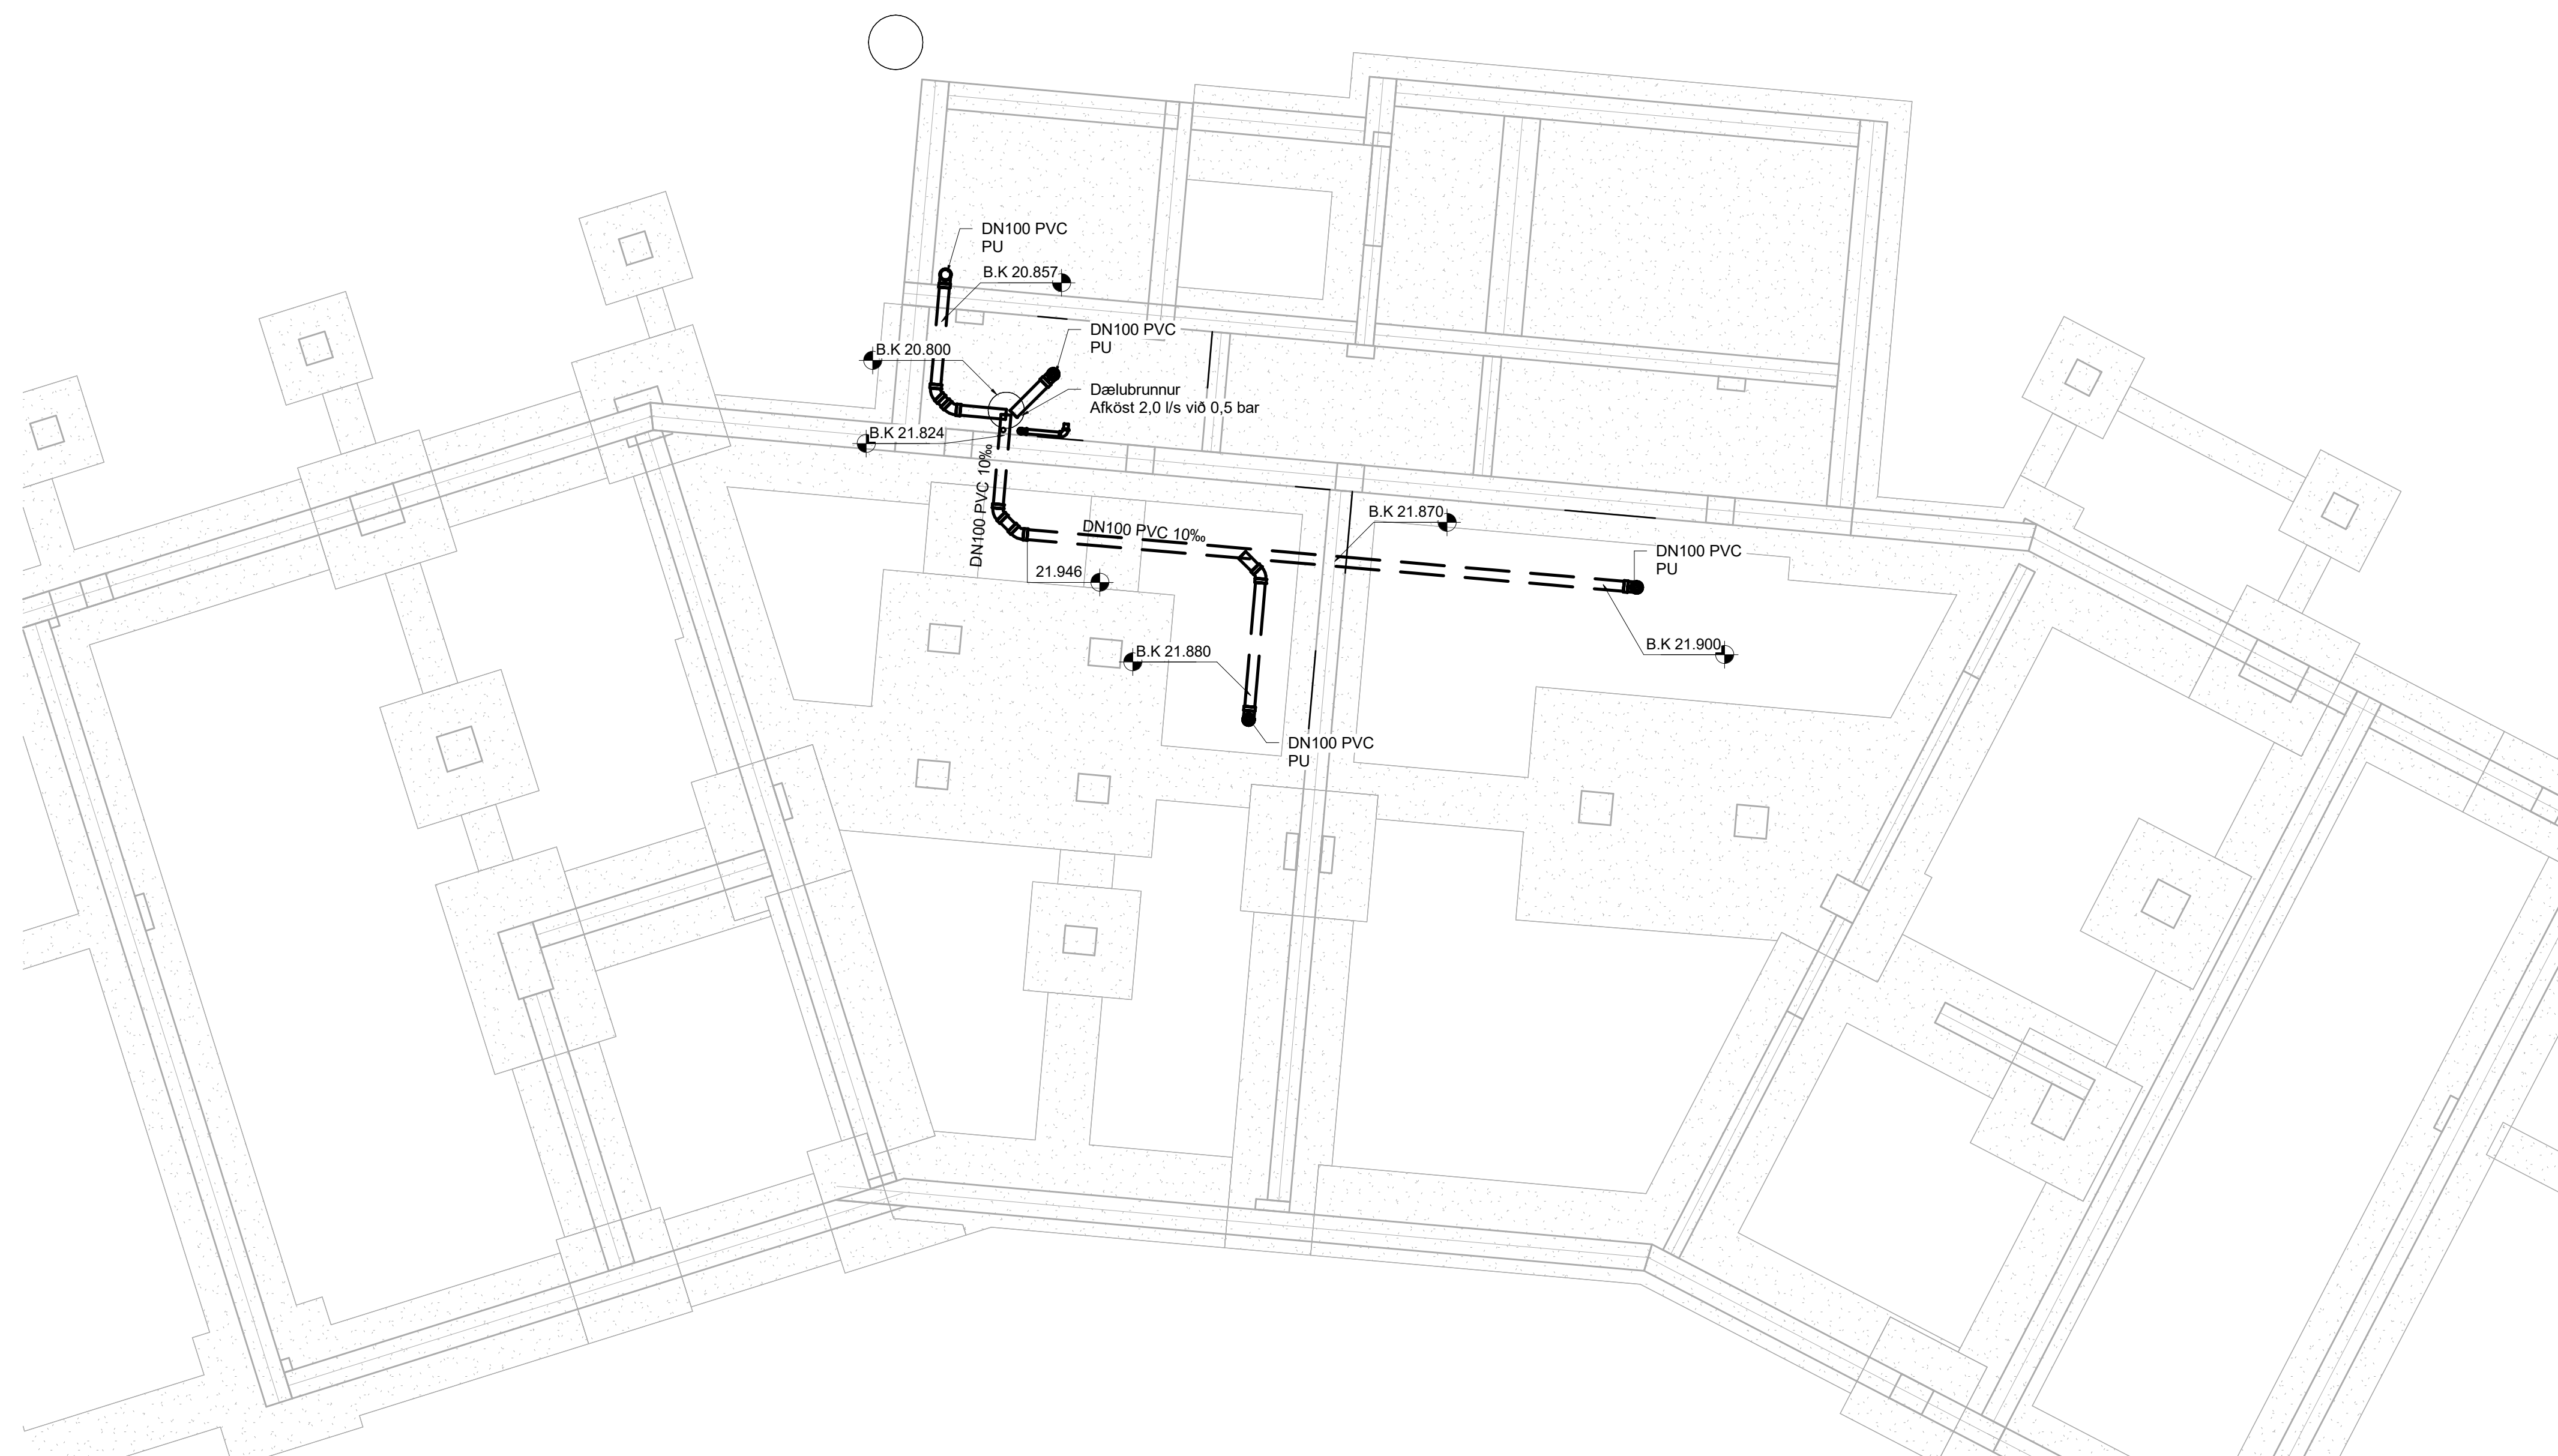 DN100 PVC
PU
B.K 20.857
DN100 PVC
PU
B.K 20.800
Dælubrunnur
Afköst 2,0 l/s við 0,5 bar
B.K 21.824
DN100 PVC 10‰
B.K 21.870
DN100 PVC 10‰
DN100 PVC
PU
21.946
B.K 21.880
B.K 21.900
DN100 PVC
PU